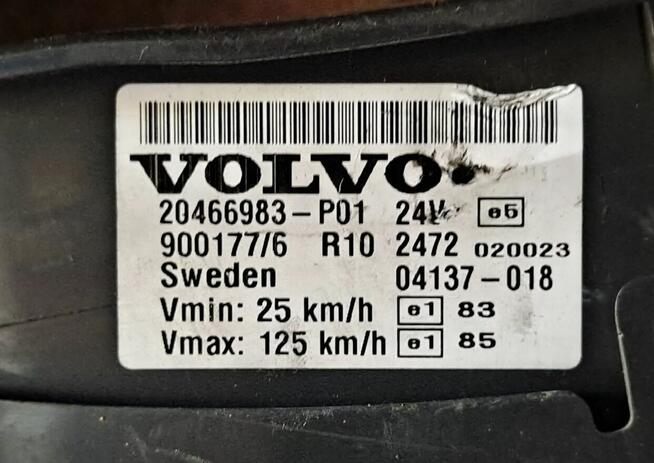 VOLVO
20466983-P01 24V e5
900177/6 R10 2472 020023
Sweden 04137-018
Vmin: 25 km/h e1 83
Vmax: 125 km/h e1 85